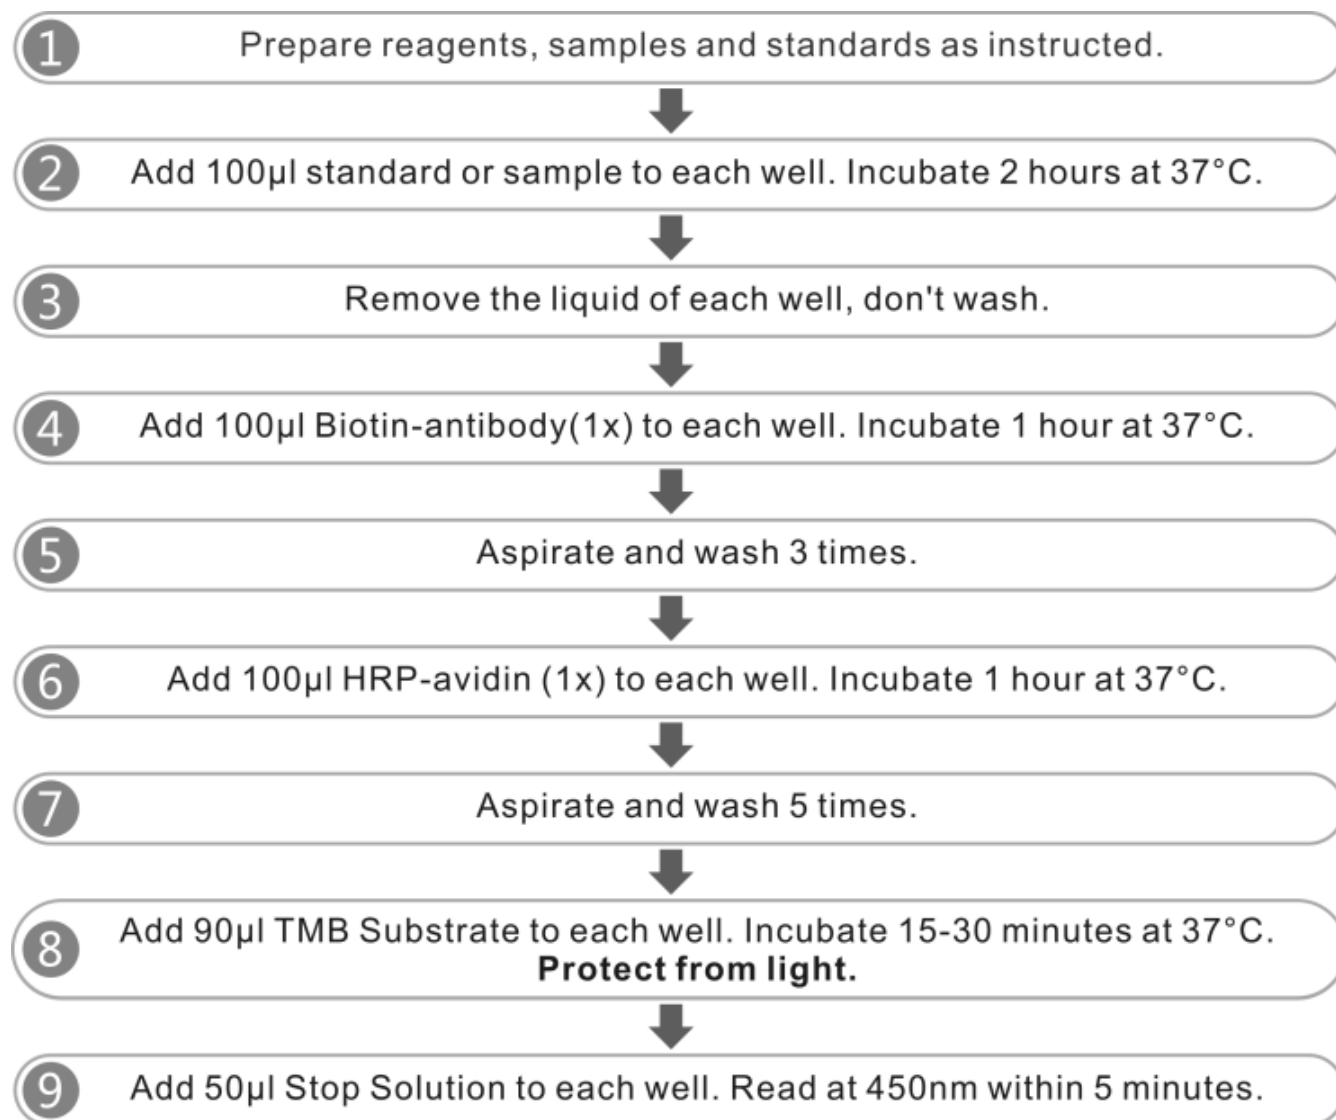 1 Prepare reagents, samples and standards as instructed.
2 Add 100µl standard or sample to each well. Incubate 2 hours at 37°C.
3 Remove the liquid of each well, don't wash.
4 Add 100µl Biotin-antibody(1x) to each well. Incubate 1 hour at 37°C.
5 Aspirate and wash 3 times.
6 Add 100µl HRP-avidin (1x) to each well. Incubate 1 hour at 37°C.
7 Aspirate and wash 5 times.
8 Add 90µl TMB Substrate to each well. Incubate 15-30 minutes at 37°C.
Protect from light.
9 Add 50µl Stop Solution to each well. Read at 450nm within 5 minutes.